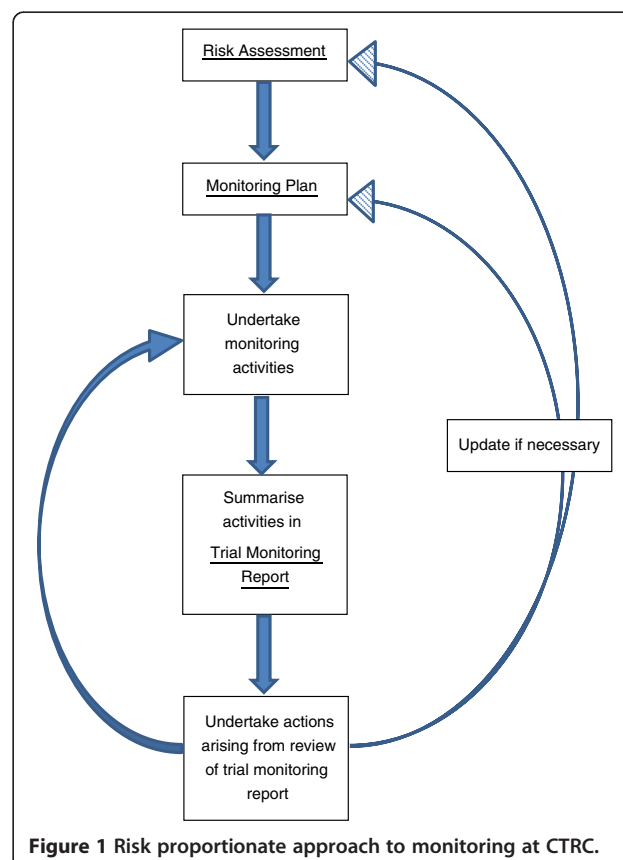 Risk Assessment
Monitoring Plan
Undertake
monitoring
activities
Update if necessary
Summarise
activities in
Trial Monitoring
Report
Undertake actions
arising from review
of trial monitoring
report
Figure 1 Risk proportionate approach to monitoring at CTRC.